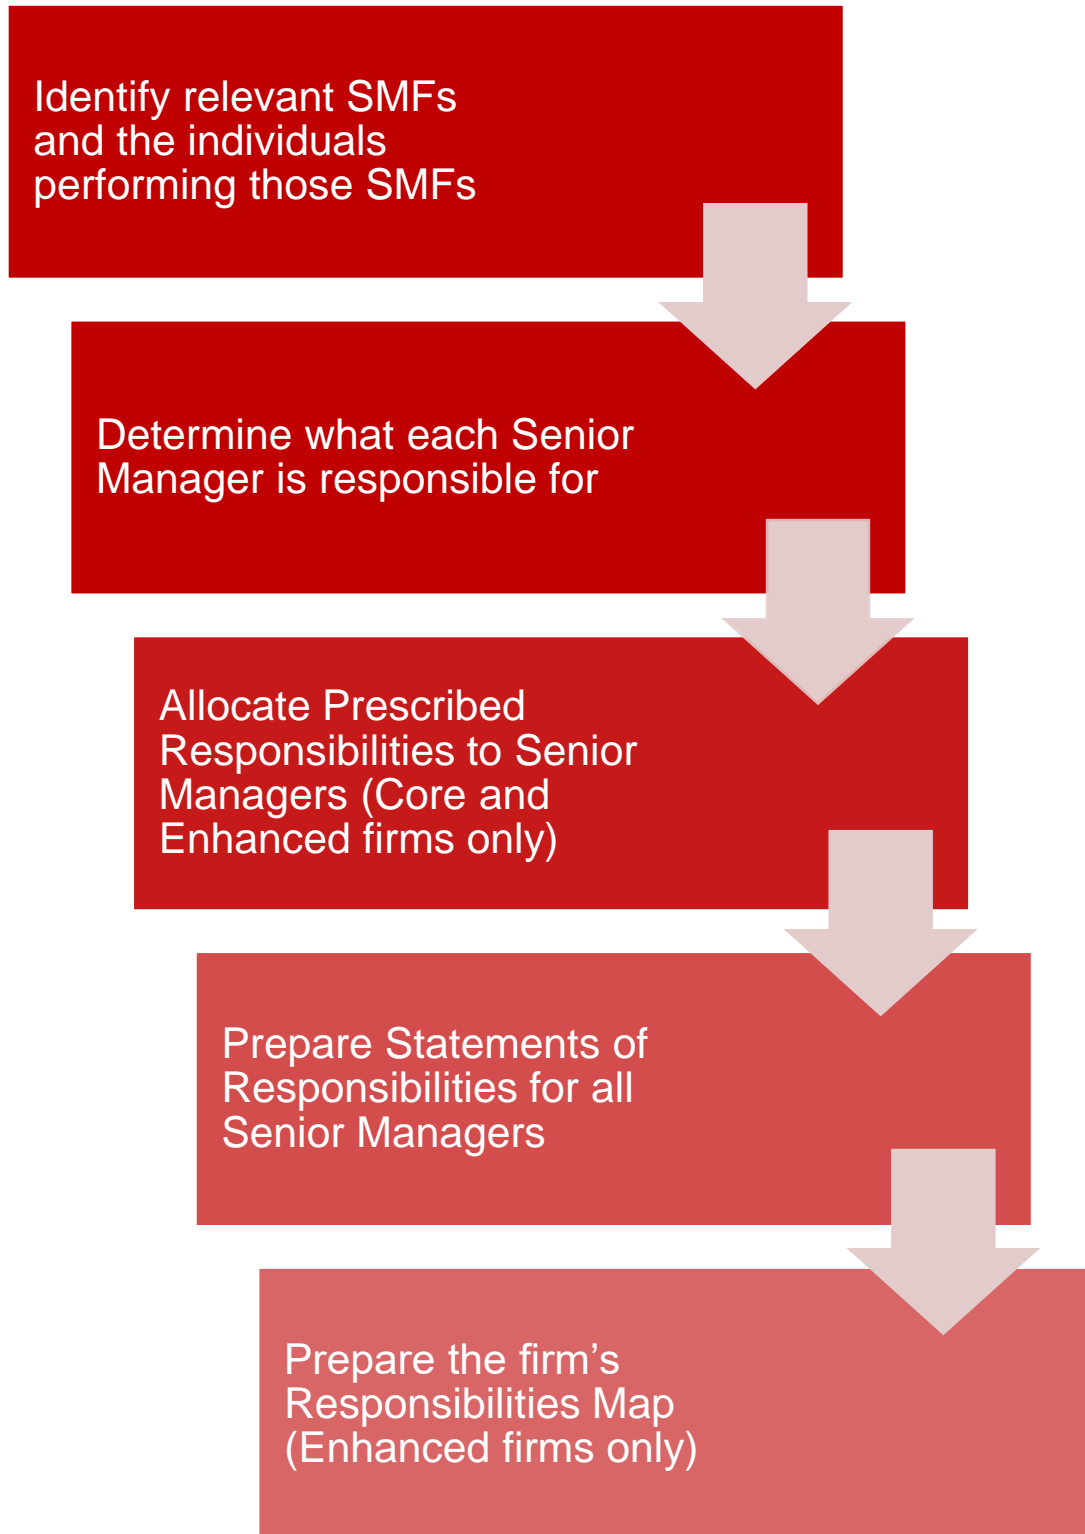 Identify relevant SMFs
and the individuals
performing those SMFs
Determine what each Senior
Manager is responsible for
Allocate Prescribed
Responsibilities to Senior
Managers (Core and
Enhanced firms only)
Prepare Statements of
Responsibilities for all
Senior Managers
Prepare the firm’s
Responsibilities Map
(Enhanced firms only)